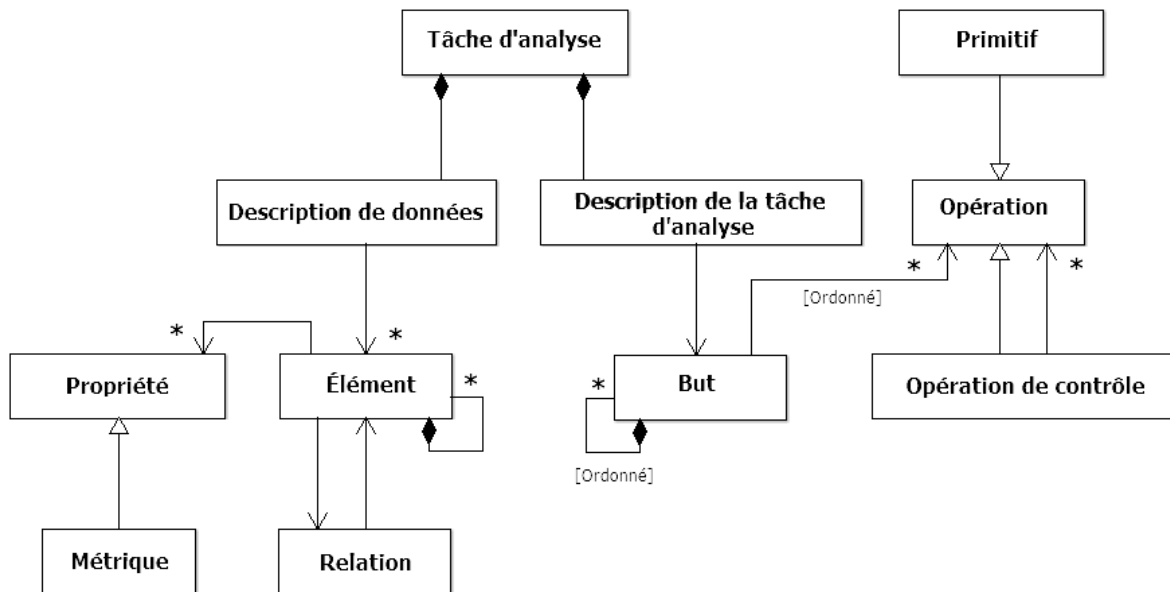 Tâche d'analyse
Primitif
Description de données
Description de la tâche
d'analyse
Opération
*
*
[Ordonné]
*
*
Propriété
Élément
*
*
But
Opération de contrôle
[Ordonné]
Métrique
Relation